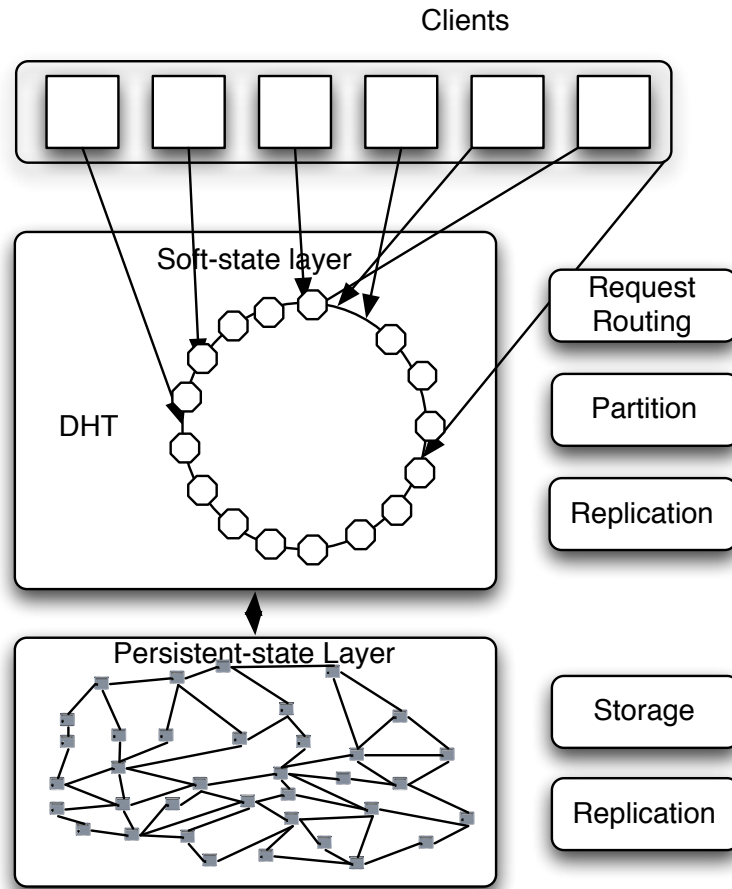 Clients
Soft-state layer
Request
Routing
Partition
DHT
Replication
Persistent-state Layer
Storage
Replication